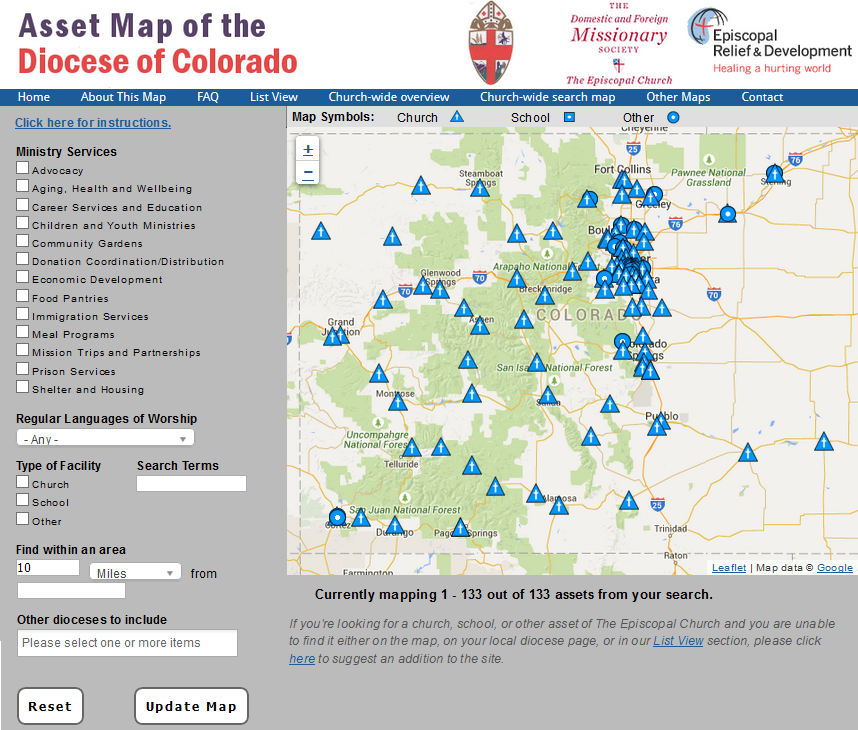 Asset Map of the
Diocese of Colorado
THE
Domestic and Foreign
Missionary
SOCIETY
The Episcopal Church
Episcopal
Relief & Development
Healing a hurting world
Home About This Map FAQ List View Church-wide overview Church-wide search map Other Maps Contact
Click here for instructions.
Ministry Services
Advocacy
Aging, Health and Wellbeing
Career Services and Education
Children and Youth Ministries
Community Gardens
Donation Coordination/Distribution
Economic Development
Food Pantries
Immigration Services
Meal Programs
Mission Trips and Partnerships
Prison Services
Shelter and Housing
Regular Languages of Worship
- Any -
Type of Facility Search Terms
Church
School
Other
Find within an area
10 Miles from
Other dioceses to include
Please select one or more items
Reset Update Map
Map Symbols: Church School Other
+
−
Cheyenne
25
76
Steamboat
Springs
Fort Collins
Pawnee National
Grassland
Sterling
Greeley
76
Arapaho National
Glenwood
Springs
70
70
Breckenridge
70
COLORADO
Grand
Junction
Aspen
Colorado
Springs
San Isabel National Forest
Montrose
Salida
Pueblo
Uncompahgre
National Forest
Telluride
Alamosa
25
San Juan National Forest
Cortez
Durango
Pagosa Springs
Trinidad
Raton
Farmington
Leaflet | Map data © Google
Currently mapping 1 - 133 out of 133 assets from your search.
If you're looking for a church, school, or other asset of The Episcopal Church and you are unable
to find it either on the map, on your local diocese page, or in our List View section, please click
here to suggest an addition to the site.